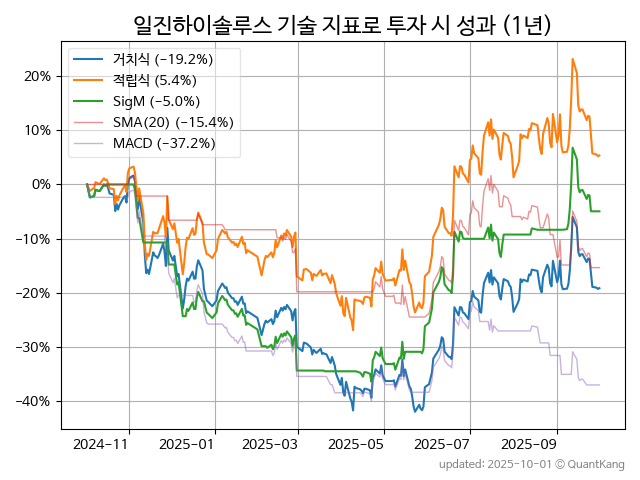 일진하이솔루스 기술 지표로 투자 시 성과 (1년)
거치식 (−19.2%)
적립식 (5.4%)
SigM (−5.0%)
SMA(20) (−15.4%)
MACD (−37.2%)
20%
10%
0%
−10%
−20%
−30%
−40%
2024-11
2025-01
2025-03
2025-05
2025-07
2025-09
updated: 2025-10-01 © QuantKang